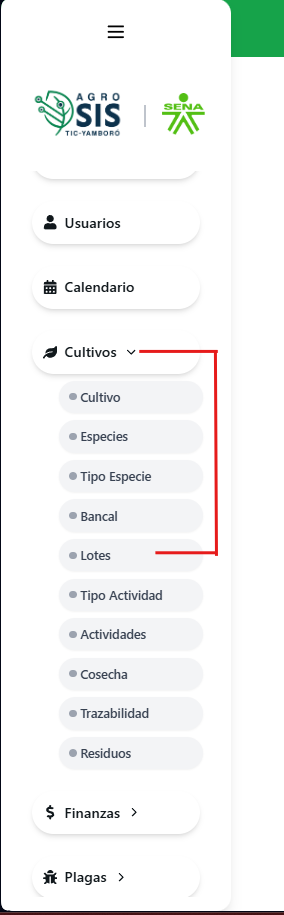 AGRO
SIS
TIC-YAMBORÓ
SENA
Usuarios
Calendario
Cultivos
Cultivo
Especies
Tipo Especie
Bancal
Lotes
Tipo Actividad
Actividades
Cosecha
Trazabilidad
Residuos
Finanzas
Plagas